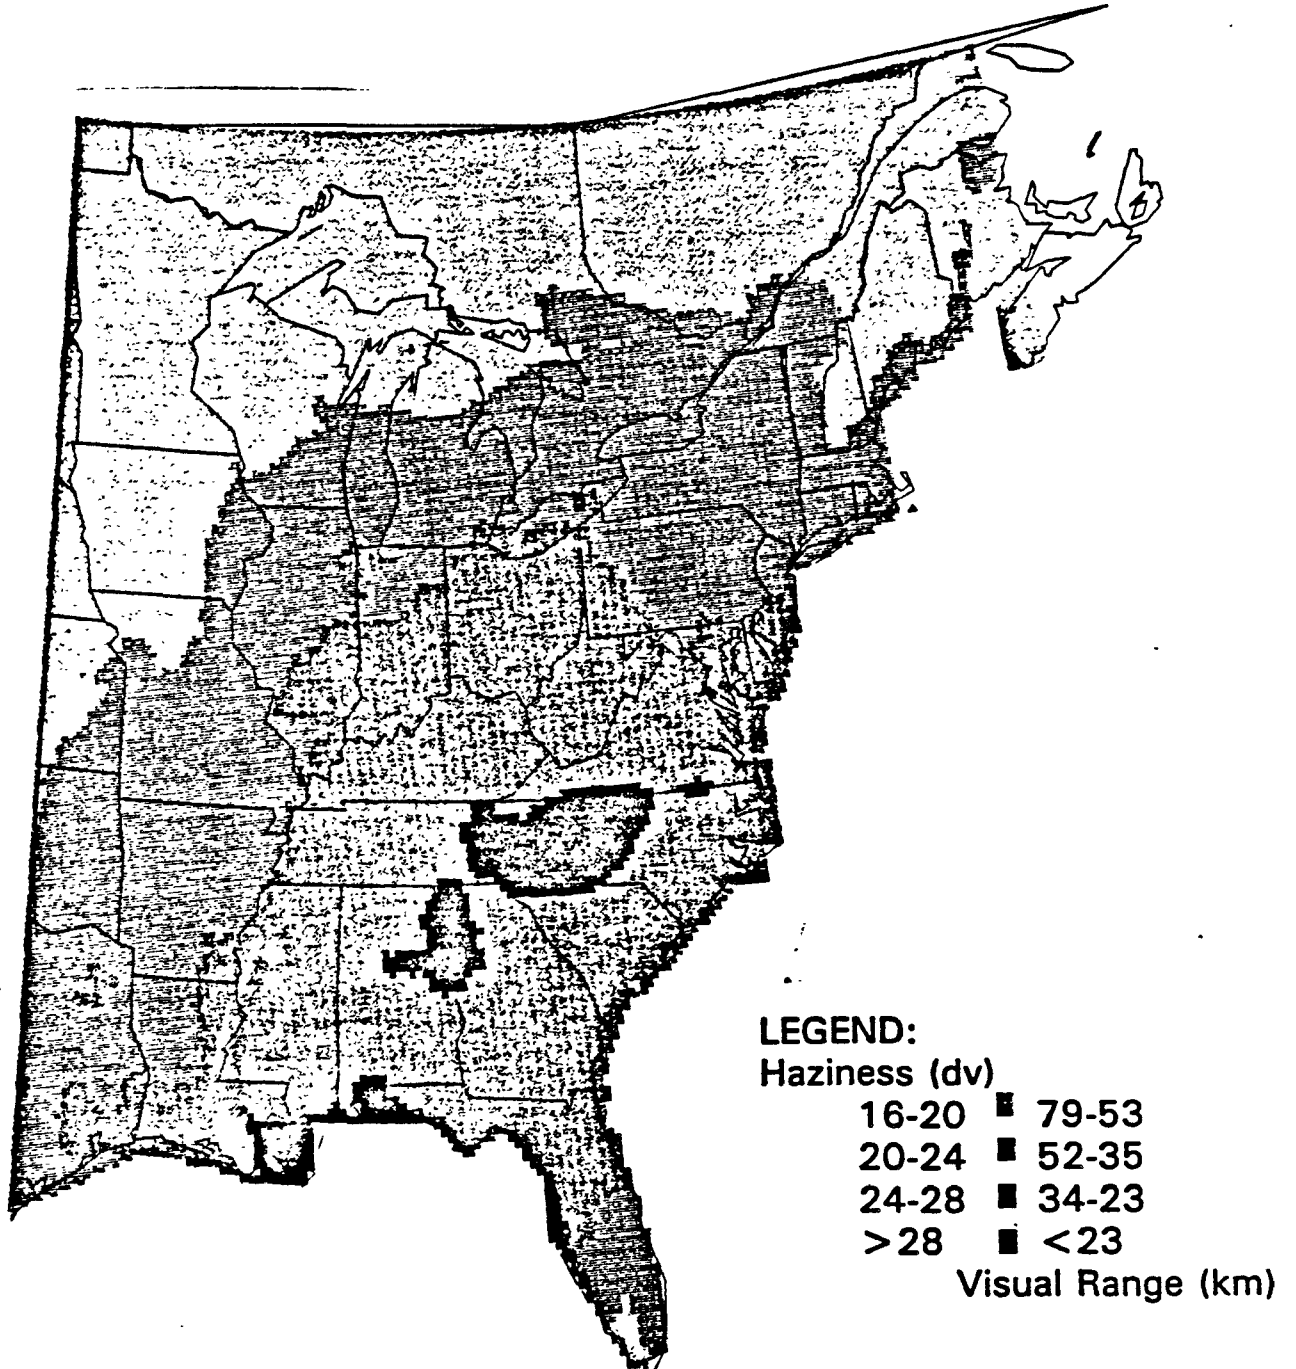 LEGEND:
Haziness (dv)
16-20 79-53
20-24 52-35
24-28 34-23
>28 <23
Visual Range (km)